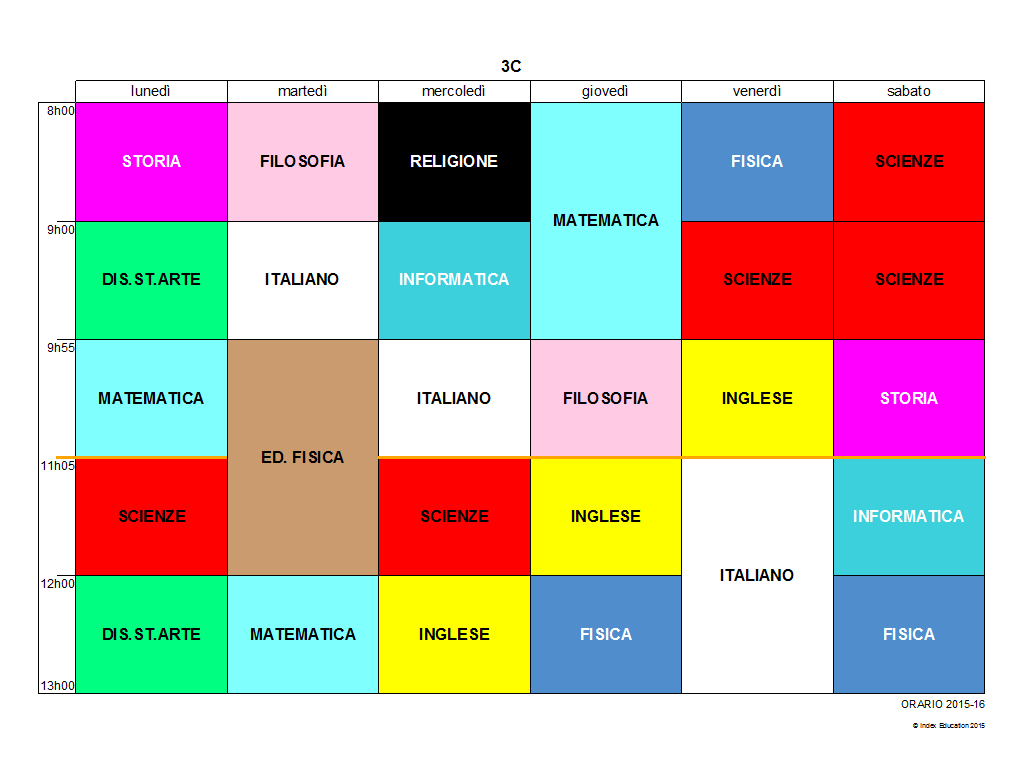 3C
lunedì martedì mercoledì giovedì venerdì sabato
8h00
STORIA FILOSOFIA RELIGIONE FISICA SCIENZE
MATEMATICA
9h00
DIS.ST.ARTE ITALIANO INFORMATICA SCIENZE SCIENZE
9h55
MATEMATICA ITALIANO FILOSOFIA INGLESE STORIA
ED. FISICA
11h05
SCIENZE SCIENZE INGLESE INFORMATICA
ITALIANO
12h00
DIS.ST.ARTE MATEMATICA INGLESE FISICA FISICA
13h00
ORARIO 2015-16
© Index Education 2015